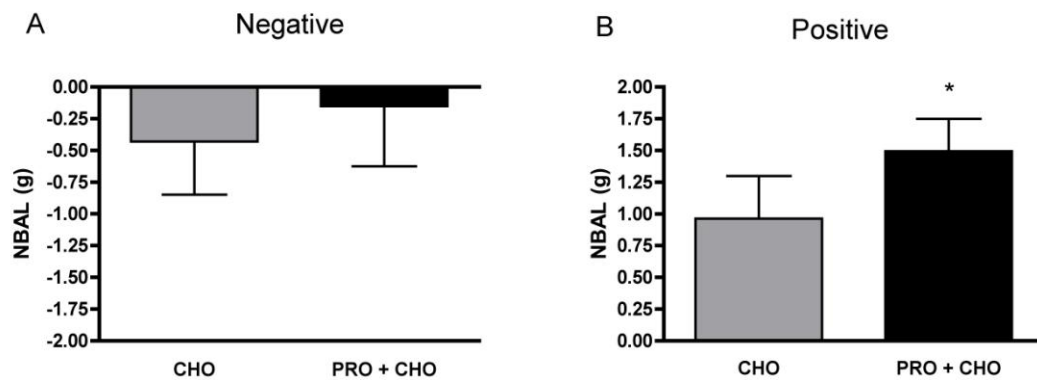 A
Negative
0.00
-0.25
-0.50
-0.75
-1.00
-1.25
-1.50
-1.75
-2.00
NBAL (g)
CHO
PRO + CHO
B
Positive
2.00
1.75
1.50
1.25
1.00
0.75
0.50
0.25
0.00
NBAL (g)
*
CHO
PRO + CHO